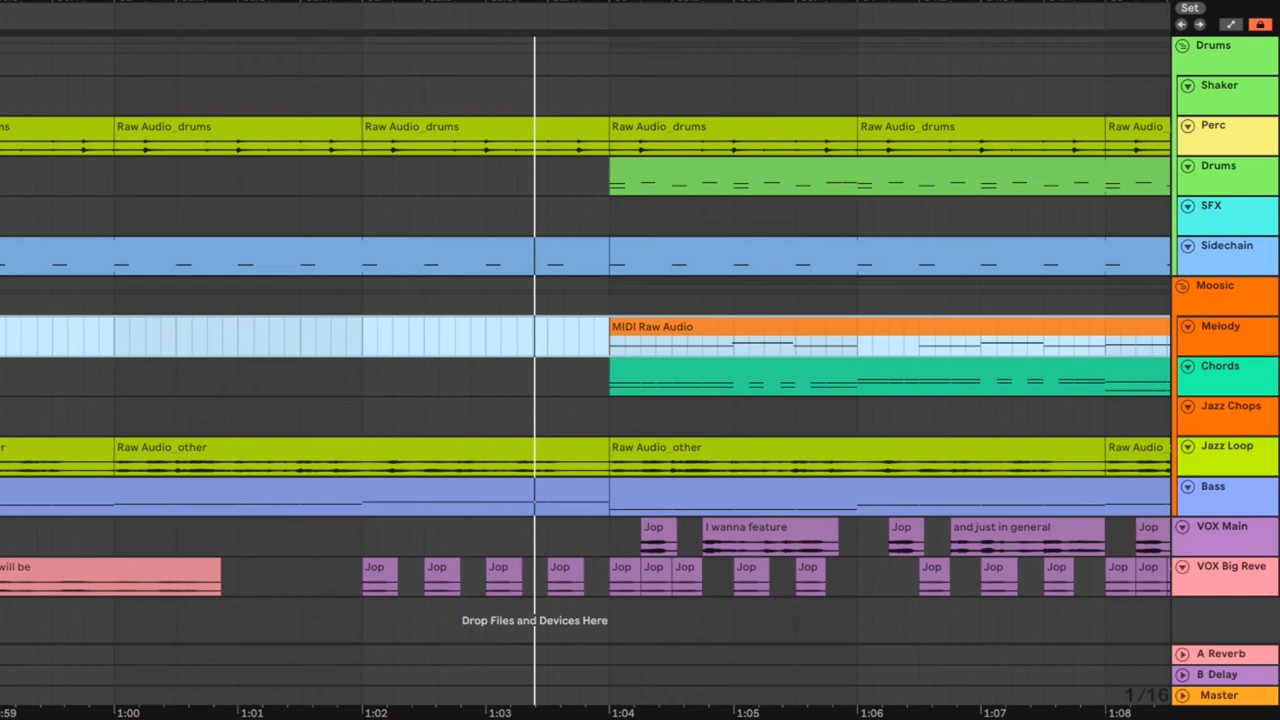 Set
Drums
Shaker
ms Raw Audio_drums Raw Audio_drums Raw Audio_drums Raw Audio_drums Raw Audio_ Perc
Drums
SFX
Sidechain
Moosic
MIDI Raw Audio Melody
Chords
Jazz Chops
r Raw Audio_other Raw Audio_other Raw Audio_ Jazz Loop
Bass
Jop I wanna feature Jop and just in general Jop VOX Main
will be Jop Jop Jop Jop Jop Jop Jop Jop Jop Jop Jop Jop Jop Jop VOX Big Reve
Drop Files and Devices Here
A Reverb
B Delay
1/16 Master
:59 1:00 1:01 1:02 1:03 1:04 1:05 1:06 1:07 1:08